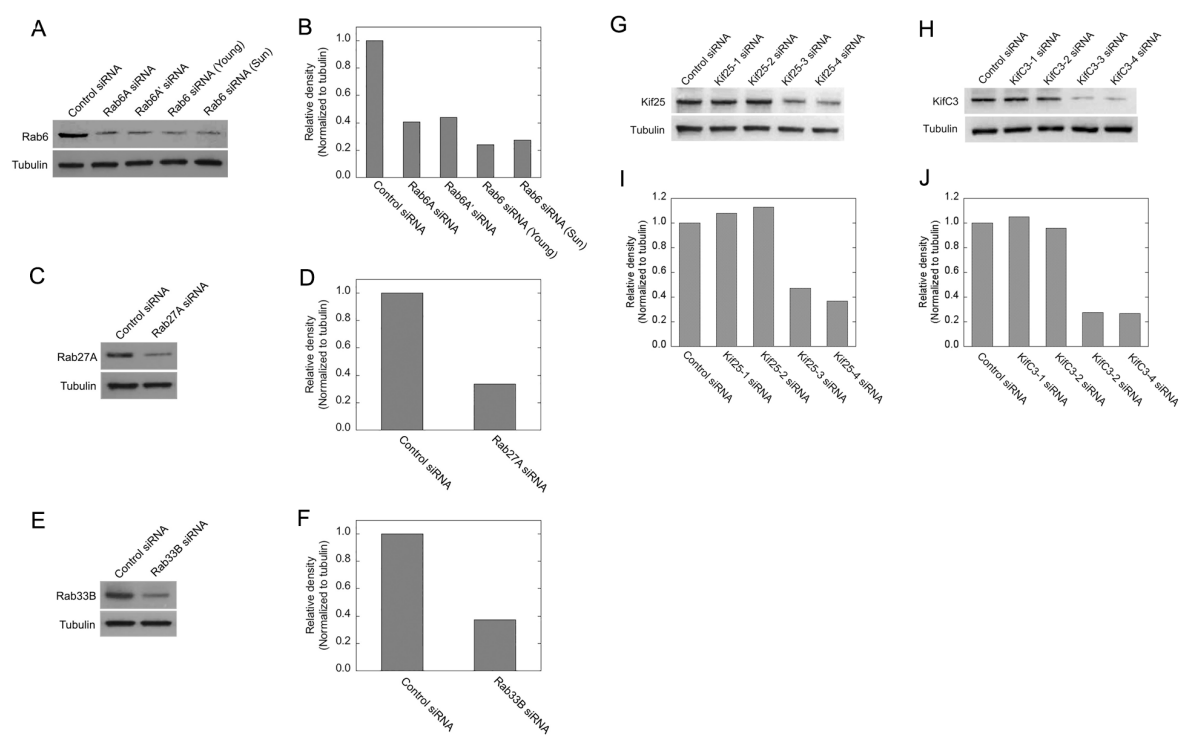 A
Control siRNA
Rab6A siRNA
Rab6A' siRNA
Rab6 siRNA (Young)
Rab6 siRNA (Sun)
Rab6
Tubulin
B
Relative density
(Normalized to tubulin)
1.0
0.8
0.6
0.4
0.2
0.0
Control siRNA
Rab6A siRNA
Rab6A' siRNA
Rab6 siRNA (Young)
Rab6 siRNA (Sun)
C
Control siRNA
Rab27A siRNA
Rab27A
Tubulin
D
Relative density
(Normalized to tubulin)
1.0
0.8
0.6
0.4
0.2
0.0
Control siRNA
Rab27A siRNA
E
Control siRNA
Rab33B siRNA
Rab33B
Tubulin
F
Relative density
(Normalized to tubulin)
1.0
0.8
0.6
0.4
0.2
0.0
Control siRNA
Rab33B siRNA
G
Control siRNA
Kif25-1 siRNA
Kif25-2 siRNA
Kif25-3 siRNA
Kif25-4 siRNA
Kif25
Tubulin
H
Control siRNA
KifC3-1 siRNA
KifC3-2 siRNA
KifC3-3 siRNA
KifC3-4 siRNA
KifC3
Tubulin
I
Relative density
(Normalized to tubulin)
1.2
1.0
0.8
0.6
0.4
0.2
0.0
Control siRNA
Kif25-1 siRNA
Kif25-2 siRNA
Kif25-3 siRNA
Kif25-4 siRNA
J
Relative density
(Normalized to tubulin)
1.2
1.0
0.8
0.6
0.4
0.2
0.0
Control siRNA
KifC3-1 siRNA
KifC3-2 siRNA
KifC3-2 siRNA
KifC3-4 siRNA